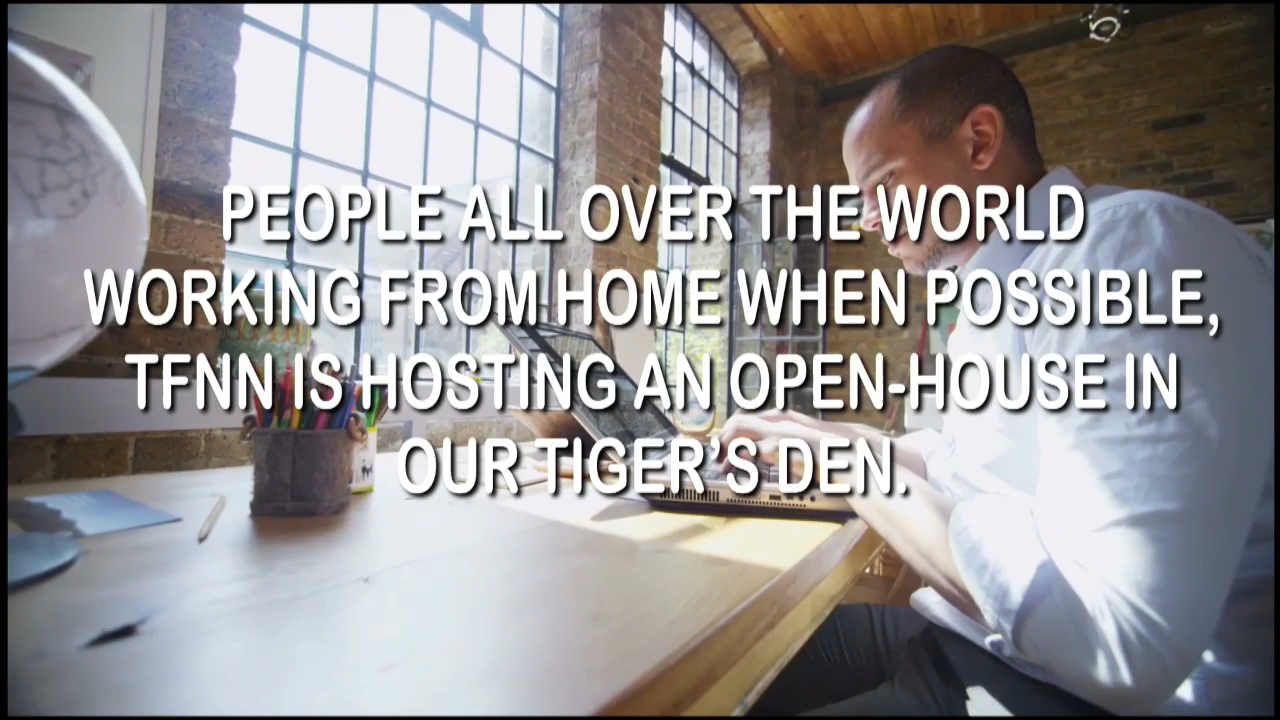 PEOPLE ALL OVER THE WORLD
WORKING FROM HOME WHEN POSSIBLE,
TFNN IS HOSTING AN OPEN-HOUSE IN
OUR TIGER’S DEN.